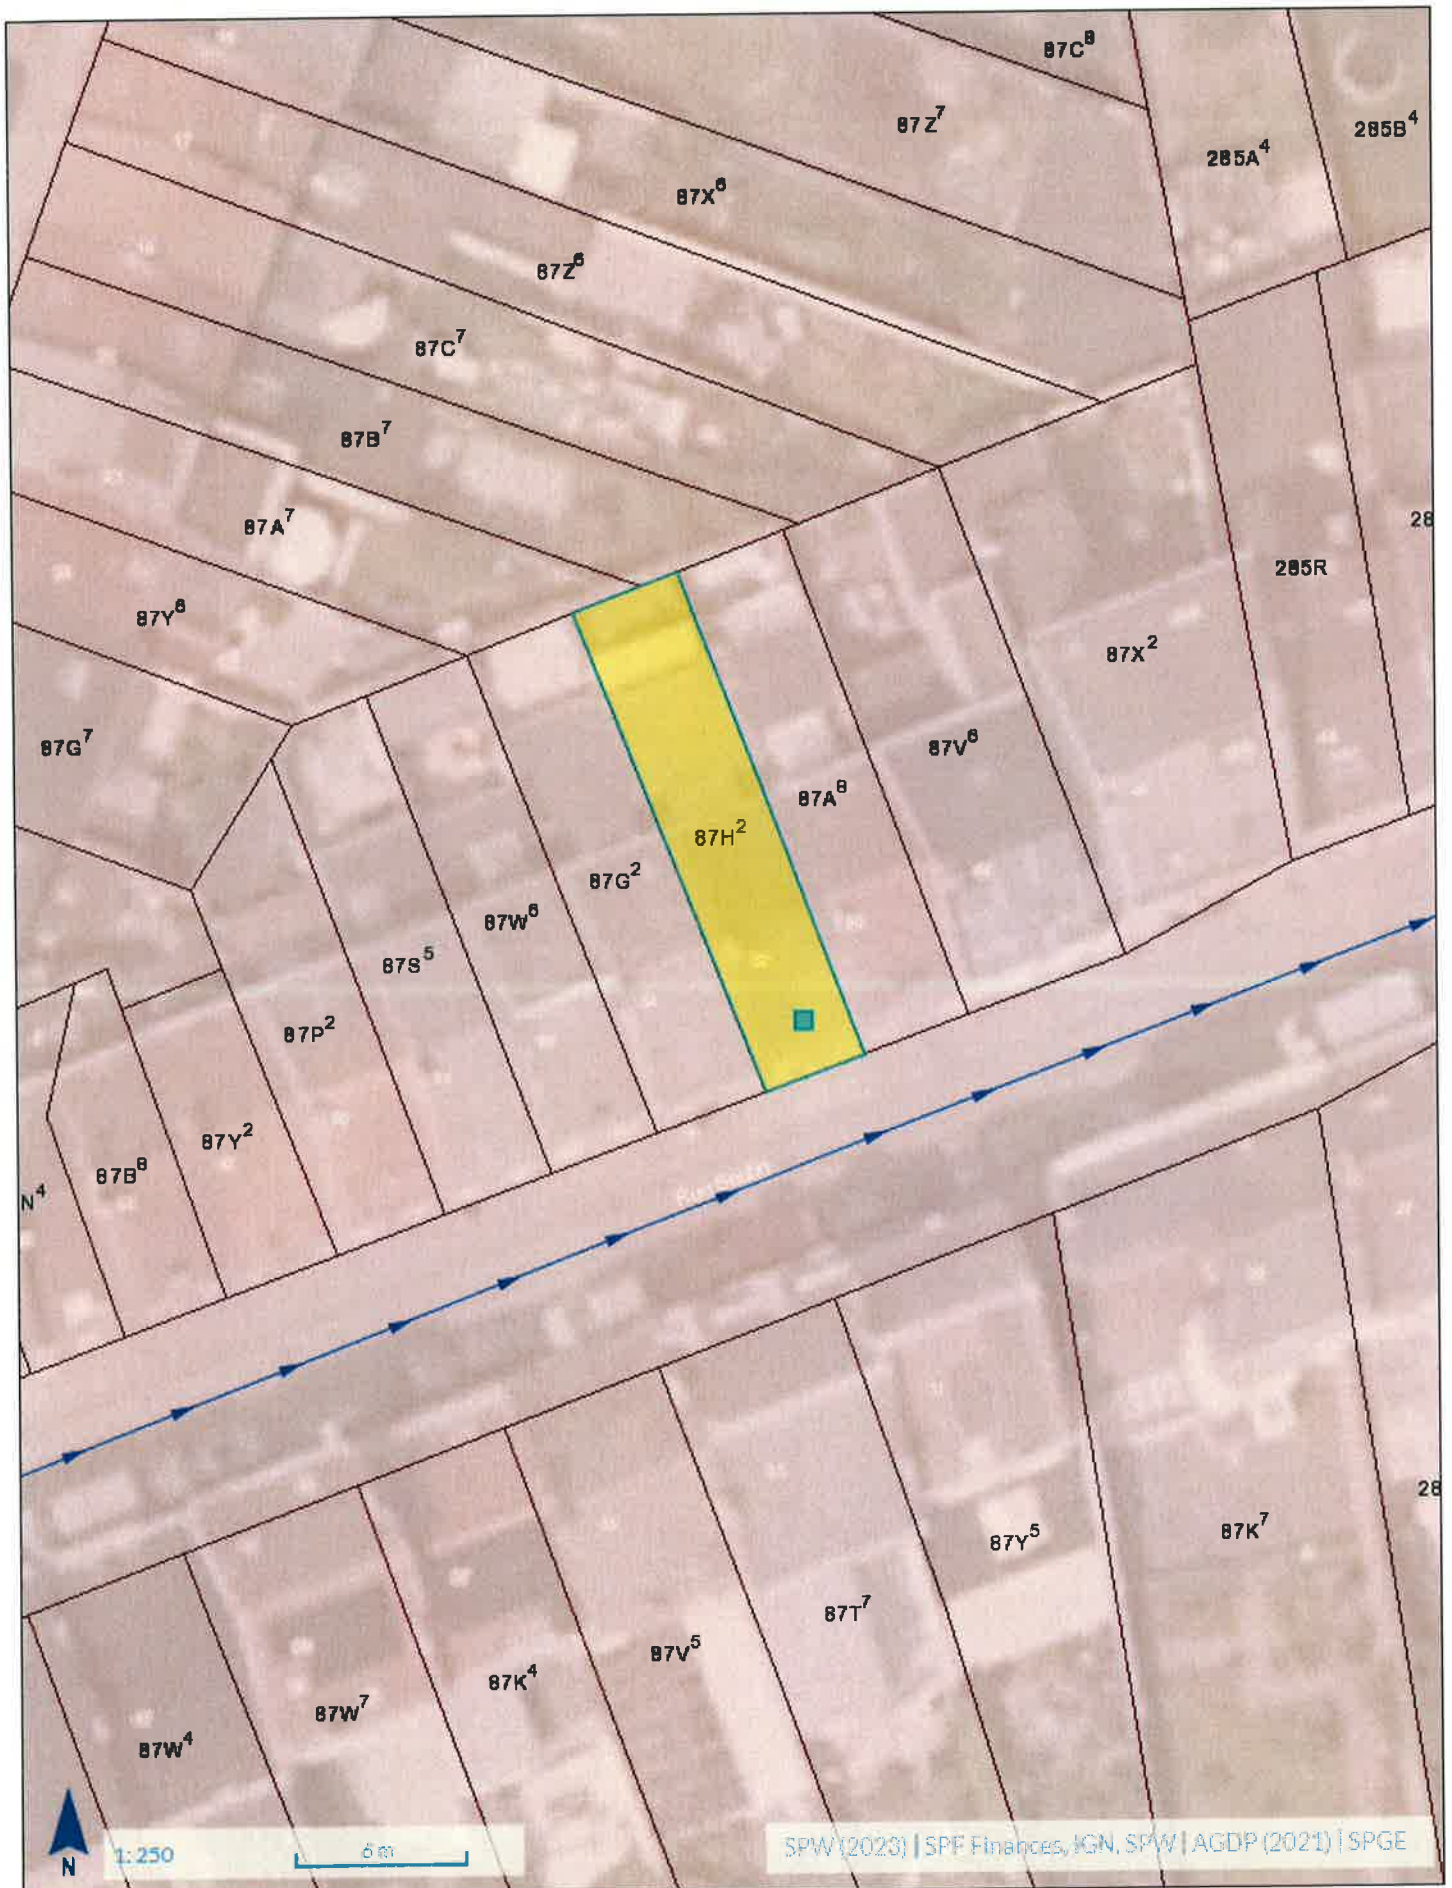 87C⁸
285B⁴
87Z⁷
285A⁴
87X⁶
87Z⁶
87C⁷
87B⁷
87A⁷
28
285R
87Y⁶
87X²
87G⁷
87V⁶
87A⁸
87H²
87G²
87W⁶
87S⁵
87P²
87Y²
87B⁸
N⁴
28
87K⁷
87Y⁵
87T⁷
87V⁵
87K⁴
87W⁷
87W⁴
N
1:250
6 m
SPW (2023) | SPF Finances, IGN, SPW | AGDP (2021) | SPGE